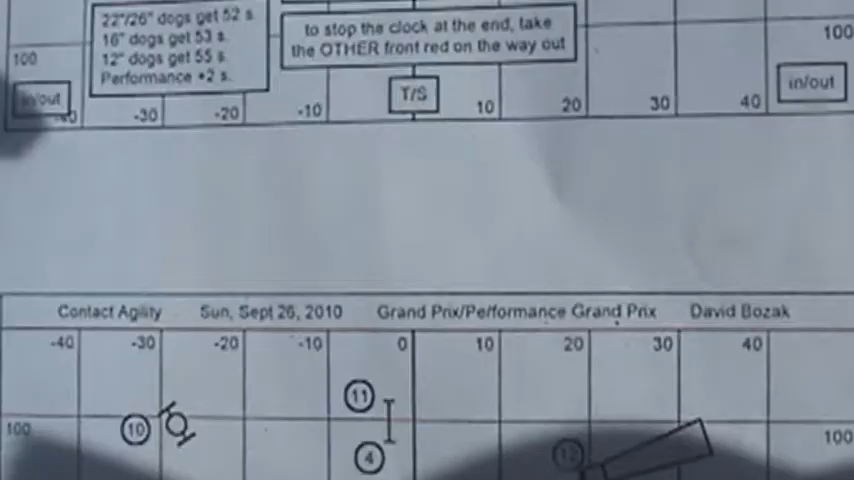 22"/26" dogs get 52 s.
16" dogs get 53 s.
12" dogs get 55 s.
Performance +2 s.
to stop the clock at the end, take
the OTHER front red on the way out
100
100
in/out
T/S
in/out
-40 -30 -20 -10 10 20 30 40
Contact Agility Sun, Sept 26, 2010 Grand Prix/Performance Grand Prix David Bozak
-40 -30 -20 -10 0 10 20 30 40
11
100 10 100
4 12